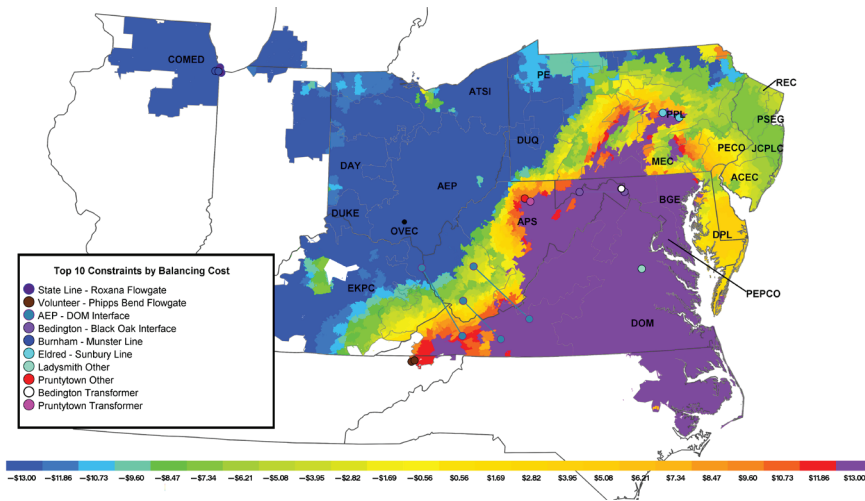 COMED
REC
ATSI
PE
PPL
PSEG
DUQ
PECO
JCPLC
MEC
DAY
ACEC
AEP
DUKE
BGE
APS
OVEC
DPL
EKPC
PEPCO
DOM
Top 10 Constraints by Balancing Cost
State Line - Roxana Flowgate
Volunteer - Phipps Bend Flowgate
AEP - DOM Interface
Bedington - Black Oak Interface
Burnham - Munster Line
Eldred - Sunbury Line
Ladysmith Other
Pruntytown Other
Bedington Transformer
Pruntytown Transformer
–$13.00 –$11.86 –$10.73 –$9.60 –$8.47 –$7.34 –$6.21 –$5.08 –$3.95 –$2.82 –$1.69 –$0.56 $0.56 $1.69 $2.82 $3.95 $5.08 $6.21 $7.34 $8.47 $9.60 $10.73 $11.86 $13.00